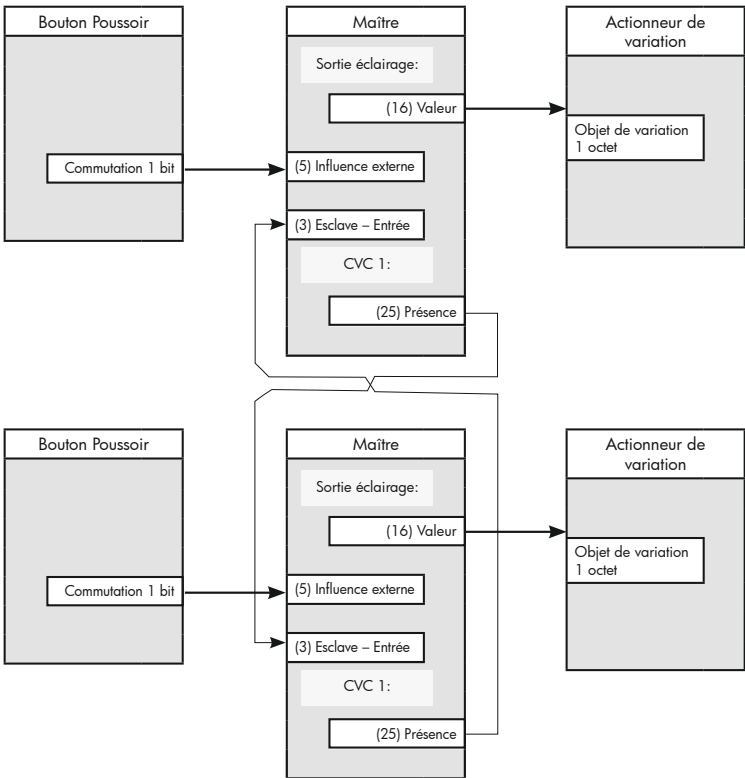 Bouton Poussoir
Commutation 1 bit
Maître
Sortie éclairage:
(16) Valeur
(5) Influence externe
(3) Esclave – Entrée
CVC 1:
(25) Présence
Actionneur de
variation
Objet de variation
1 octet
Bouton Poussoir
Commutation 1 bit
Maître
Sortie éclairage:
(16) Valeur
(5) Influence externe
(3) Esclave – Entrée
CVC 1:
(25) Présence
Actionneur de
variation
Objet de variation
1 octet